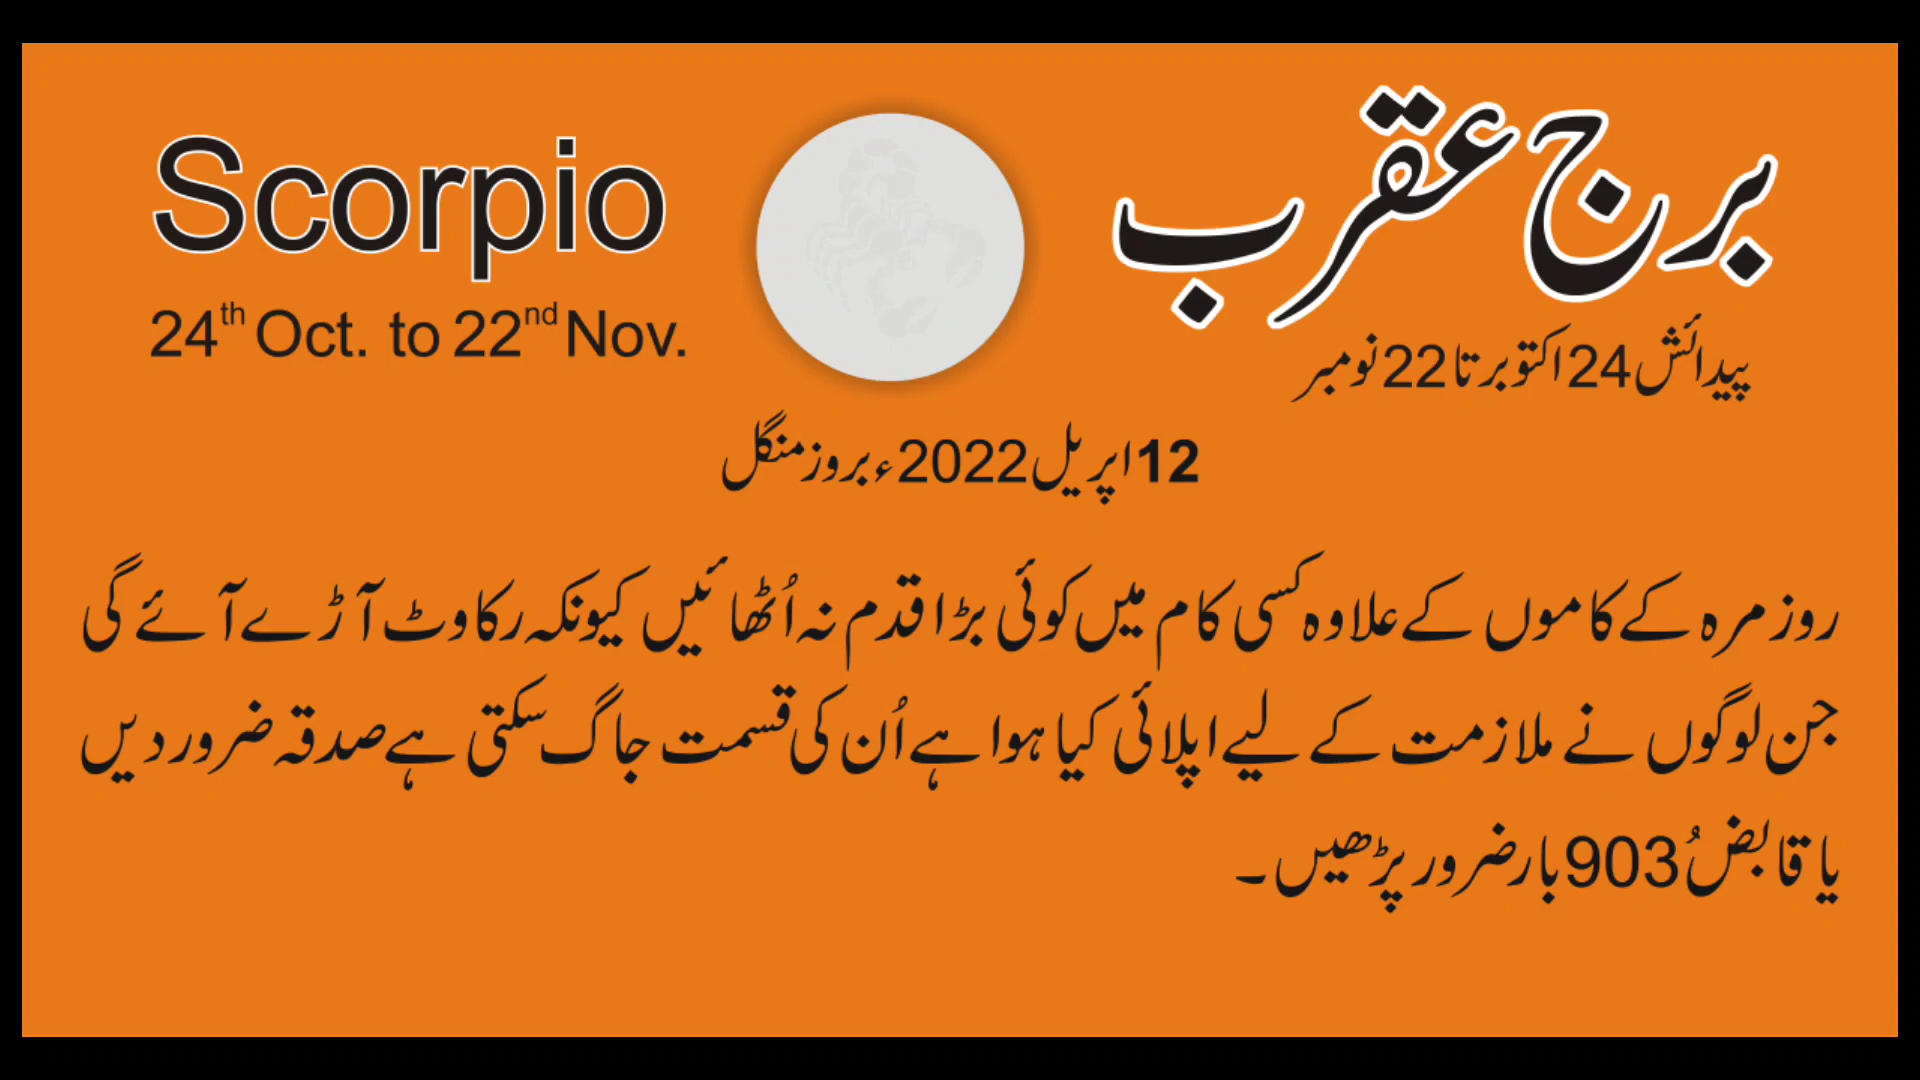 Scorpio
24th Oct. to 22nd Nov.
برج عقرب
پیدائش 24 اکتوبر تا 22 نومبر
12 اپریل 2022ء بروز منگل
روز مرہ کے کاموں کے علاوہ کسی کام میں کوئی بڑا قدم نہ اُٹھائیں کیونکہ رکاوٹ آڑے آئے گی
جن لوگوں نے ملازمت کے لیے اپلائی کیا ہوا ہے اُن کی قسمت جاگ سکتی ہے صدقہ ضرور دیں
یا قابضُ 903 بار ضرور پڑھیں۔